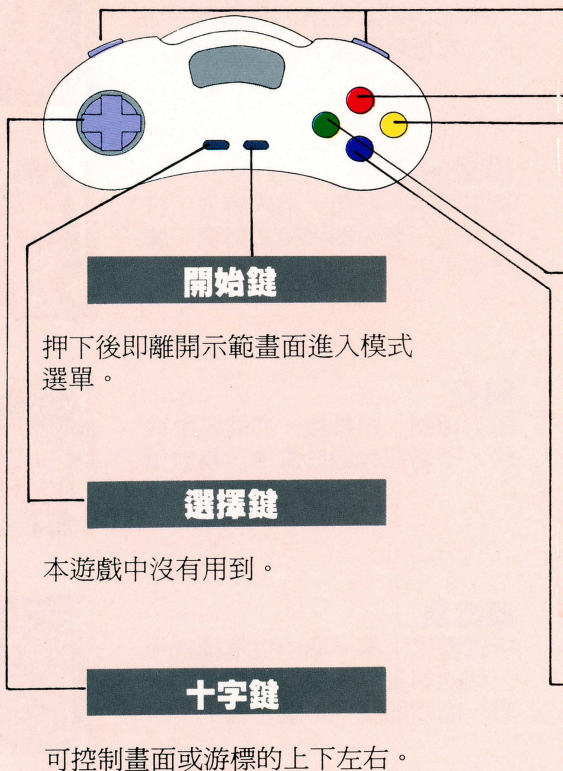 開始鍵
押下後即離開示範畫面進入模式
選單。
選擇鍵
本遊戲中沒有用到。
十字鍵
可控制畫面或游標的上下左右。